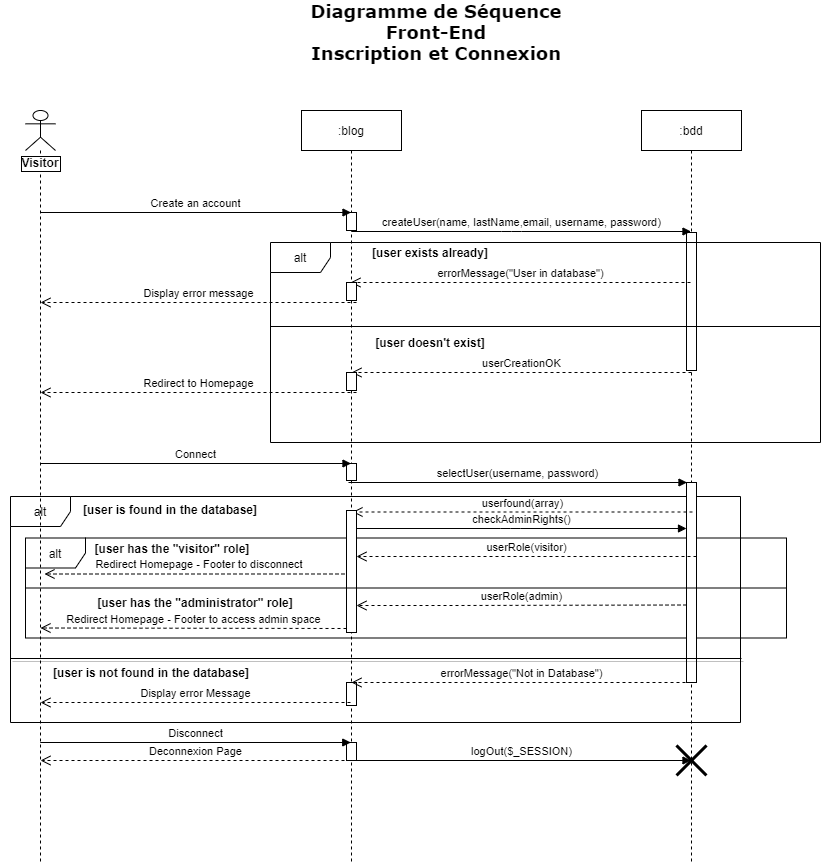 Diagramme de Séquence
Front-End
Inscription et Connexion
:blog
:bdd
Visitor
Create an account
createUser(name, lastName,email, username, password)
alt
[user exists already]
errorMessage("User in database")
Display error message
[user doesn't exist]
userCreationOK
Redirect to Homepage
Connect
selectUser(username, password)
alt
[user is found in the database]
userfound(array)
checkAdminRights()
alt
[user has the "visitor" role]
userRole(visitor)
Redirect Homepage - Footer to disconnect
[user has the "administrator" role]
userRole(admin)
Redirect Homepage - Footer to access admin space
[user is not found in the database]
errorMessage("Not in Database")
Display error Message
Disconnect
Deconnexion Page
logOut($_SESSION)